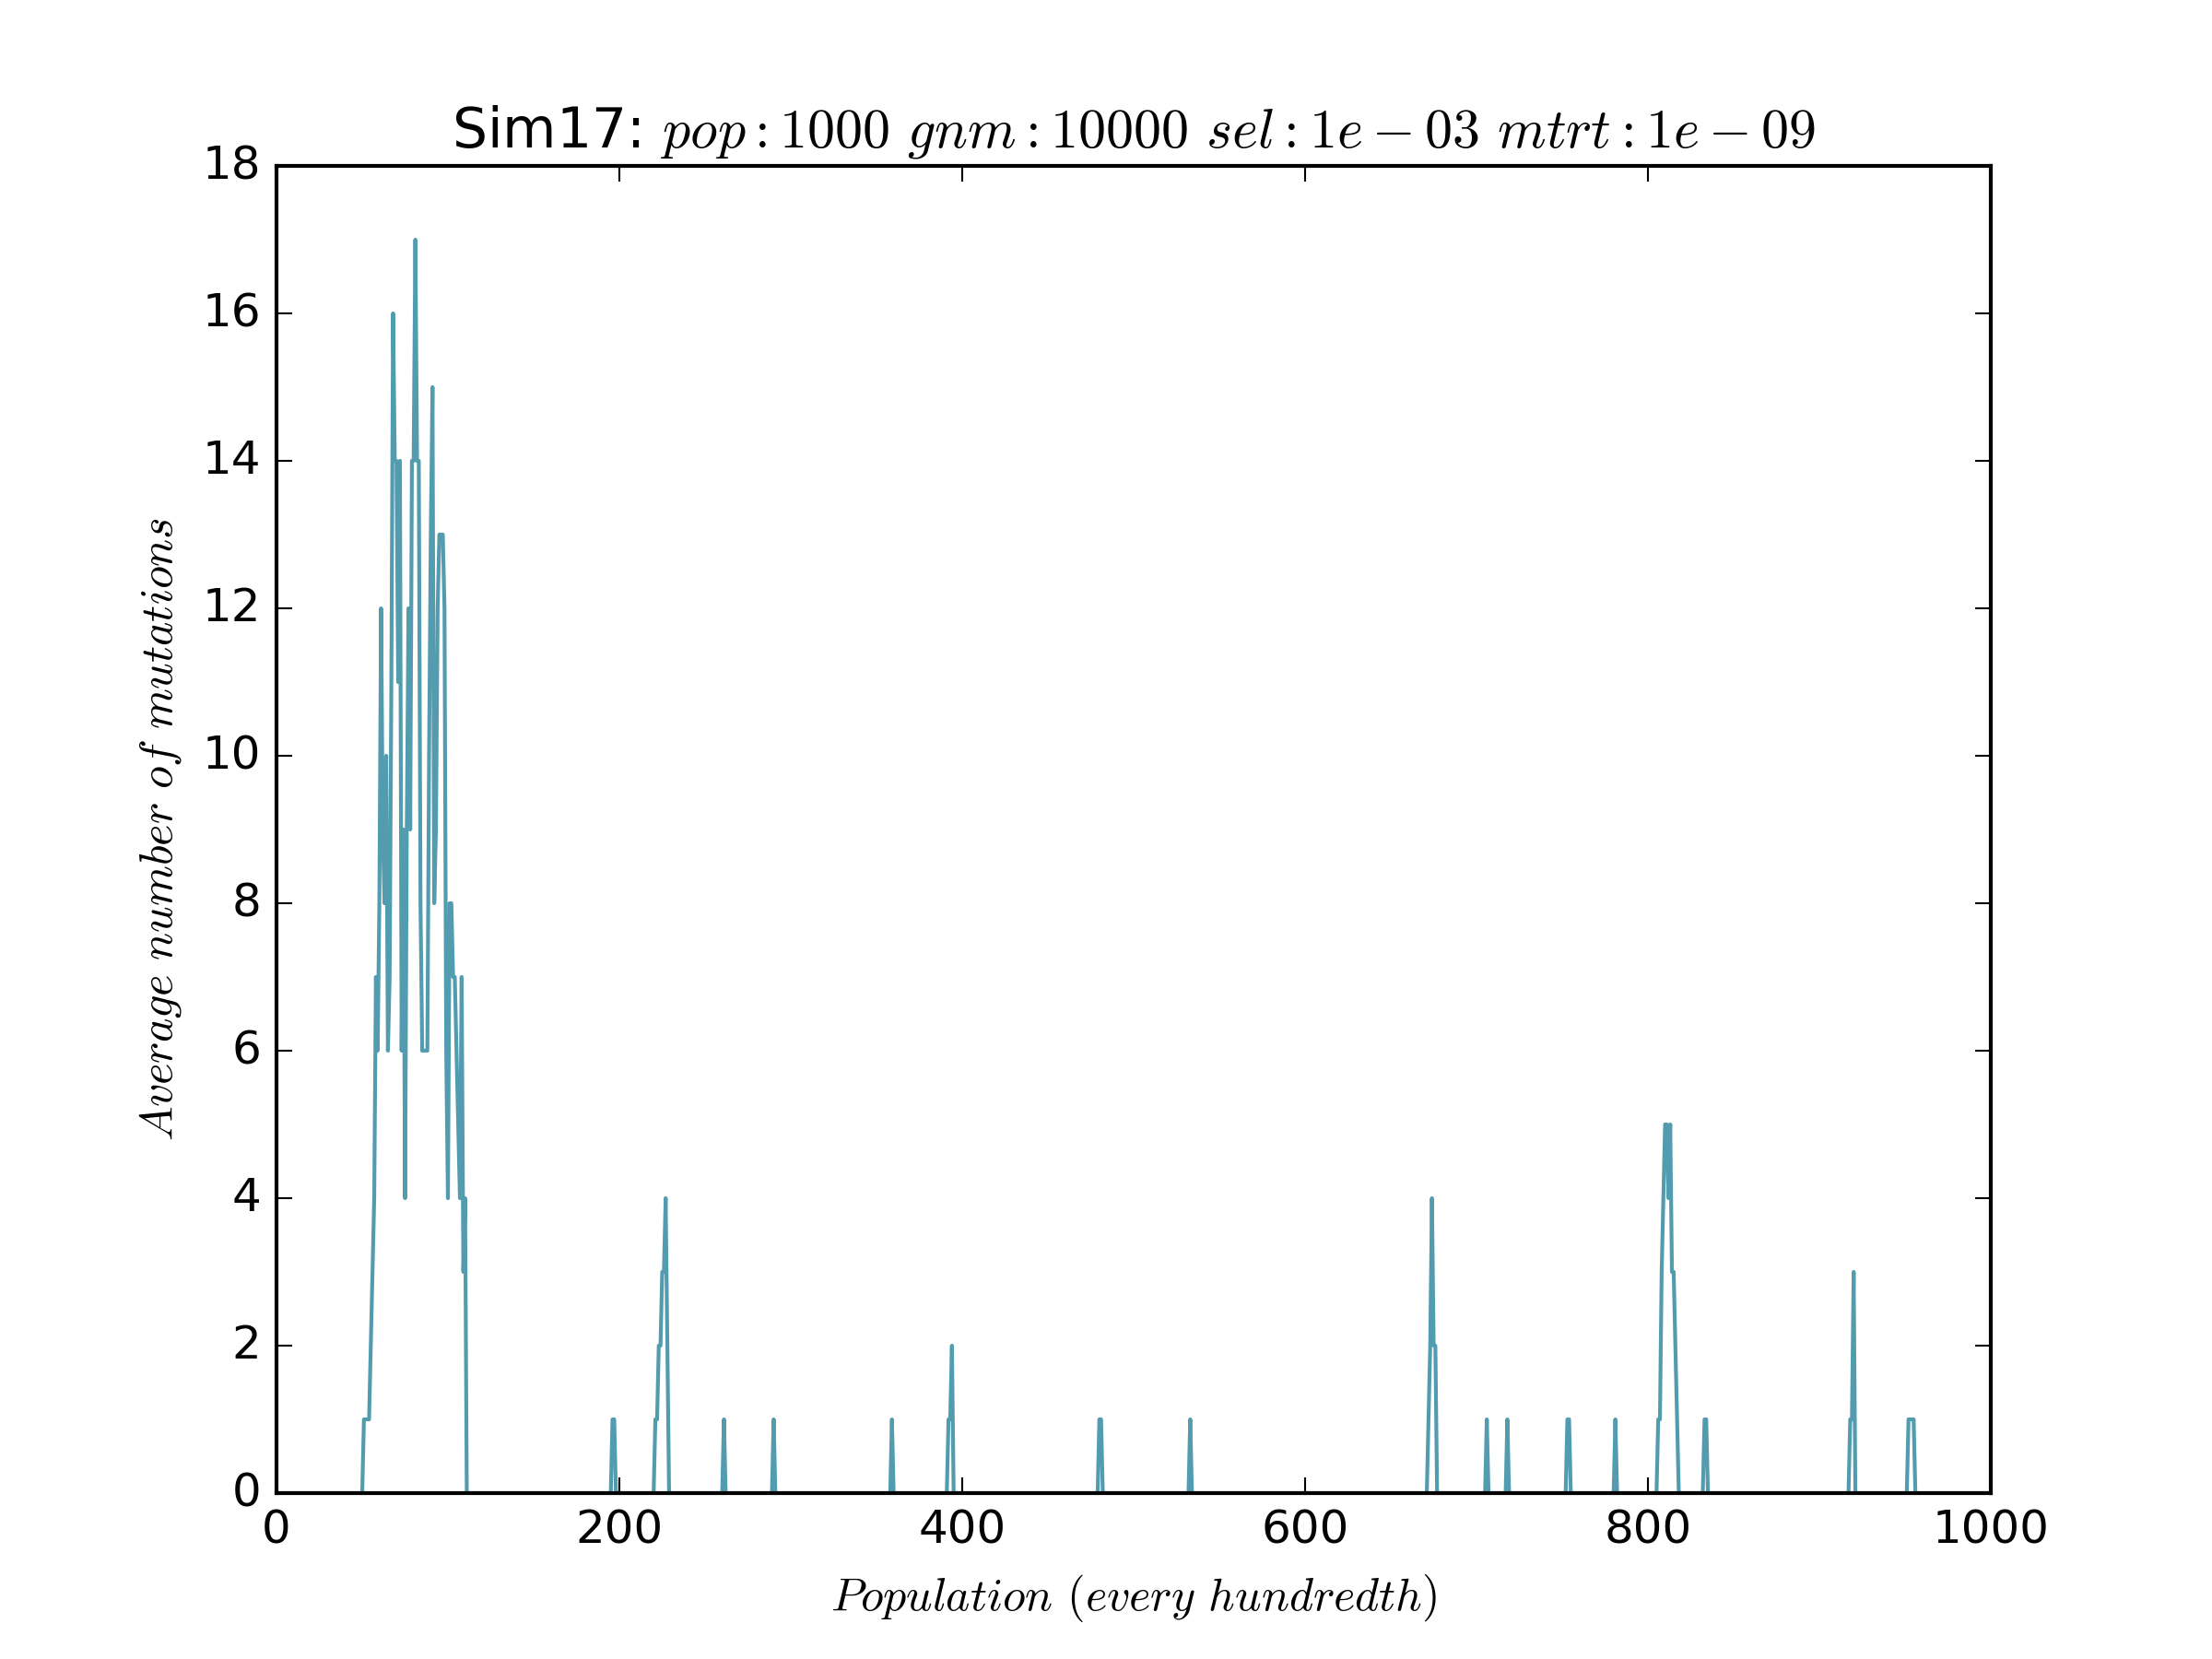 Sim17: pop : 1000 gnm : 10000 sel : 1e − 03 mtrt : 1e − 09
18
16
14
12
10
8
6
4
2
0
Average number of mutations
0 200 400 600 800 1000
Population (every hundredth)